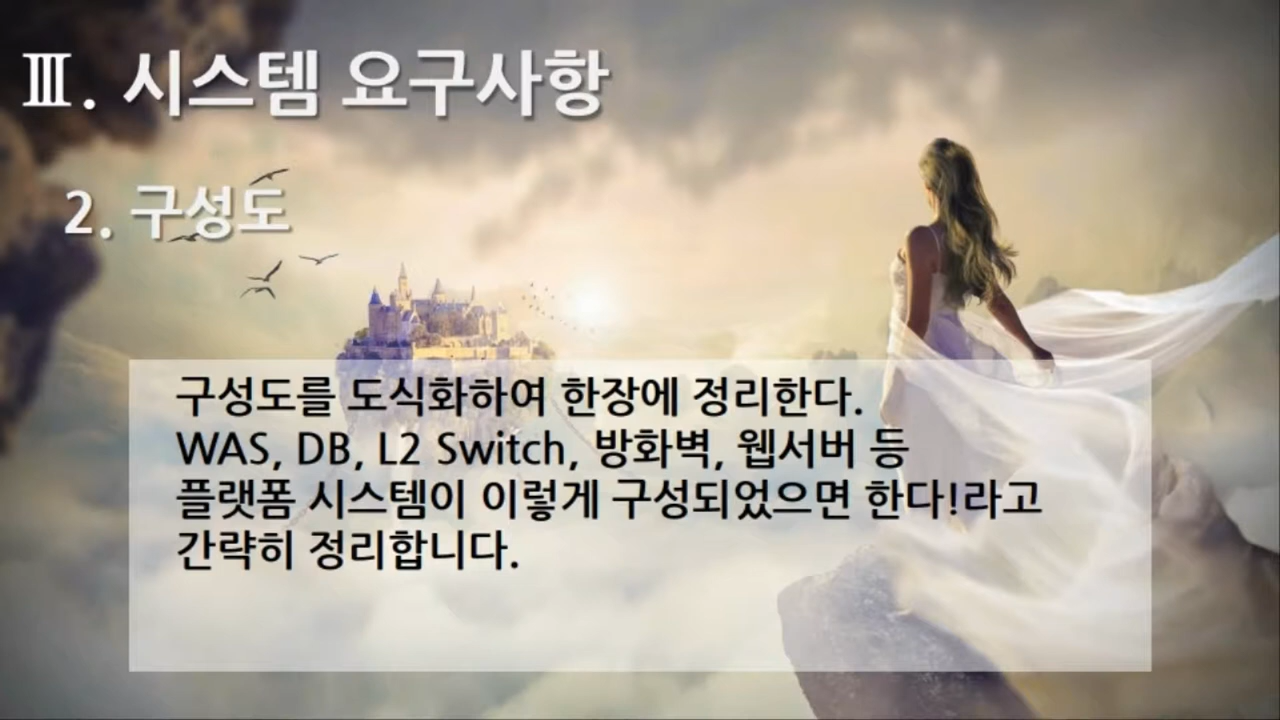 Ⅲ. 시스템 요구사항
2. 구성도
구성도를 도식화하여 한장에 정리한다.
WAS, DB, L2 Switch, 방화벽, 웹서버 등
플랫폼 시스템이 이렇게 구성되었으면 한다!라고
간략히 정리합니다.